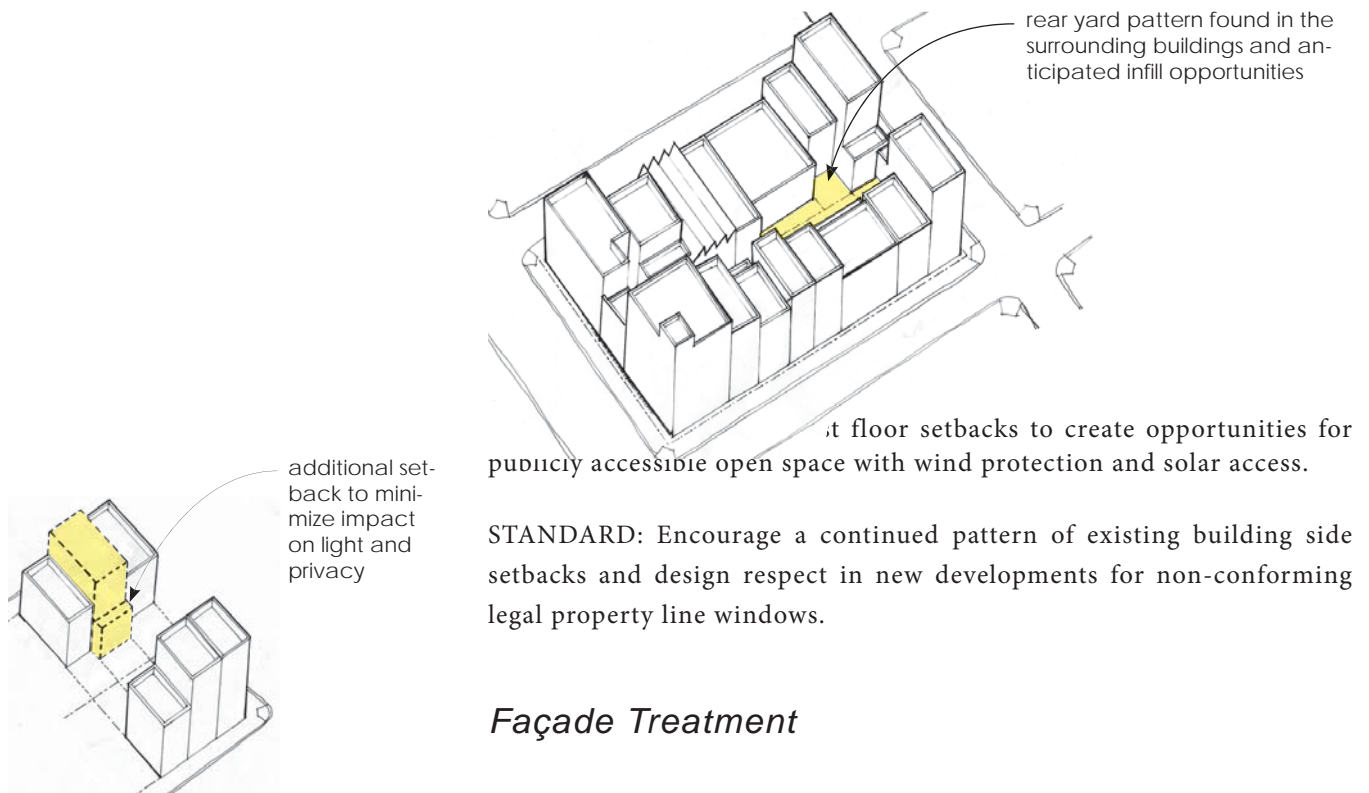 rear yard pattern found in the
surrounding buildings and an-
ticipated infill opportunities
floor setbacks to create opportunities for
publicly accessible open space with wind protection and solar access.
additional set-
back to mini-
mize impact
on light and
privacy
STANDARD: Encourage a continued pattern of existing building side
setbacks and design respect in new developments for non-conforming
legal property line windows.
Façade Treatment